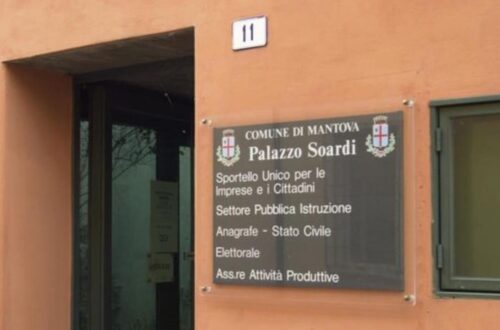 11
COMUNE DI MANTOVA
Palazzo Soardi
Sportello Unico per le
Imprese e i Cittadini
Settore Pubblica Istruzione
Anagrafe - Stato Civile
Elettorale
Ass.re Attività Produttive